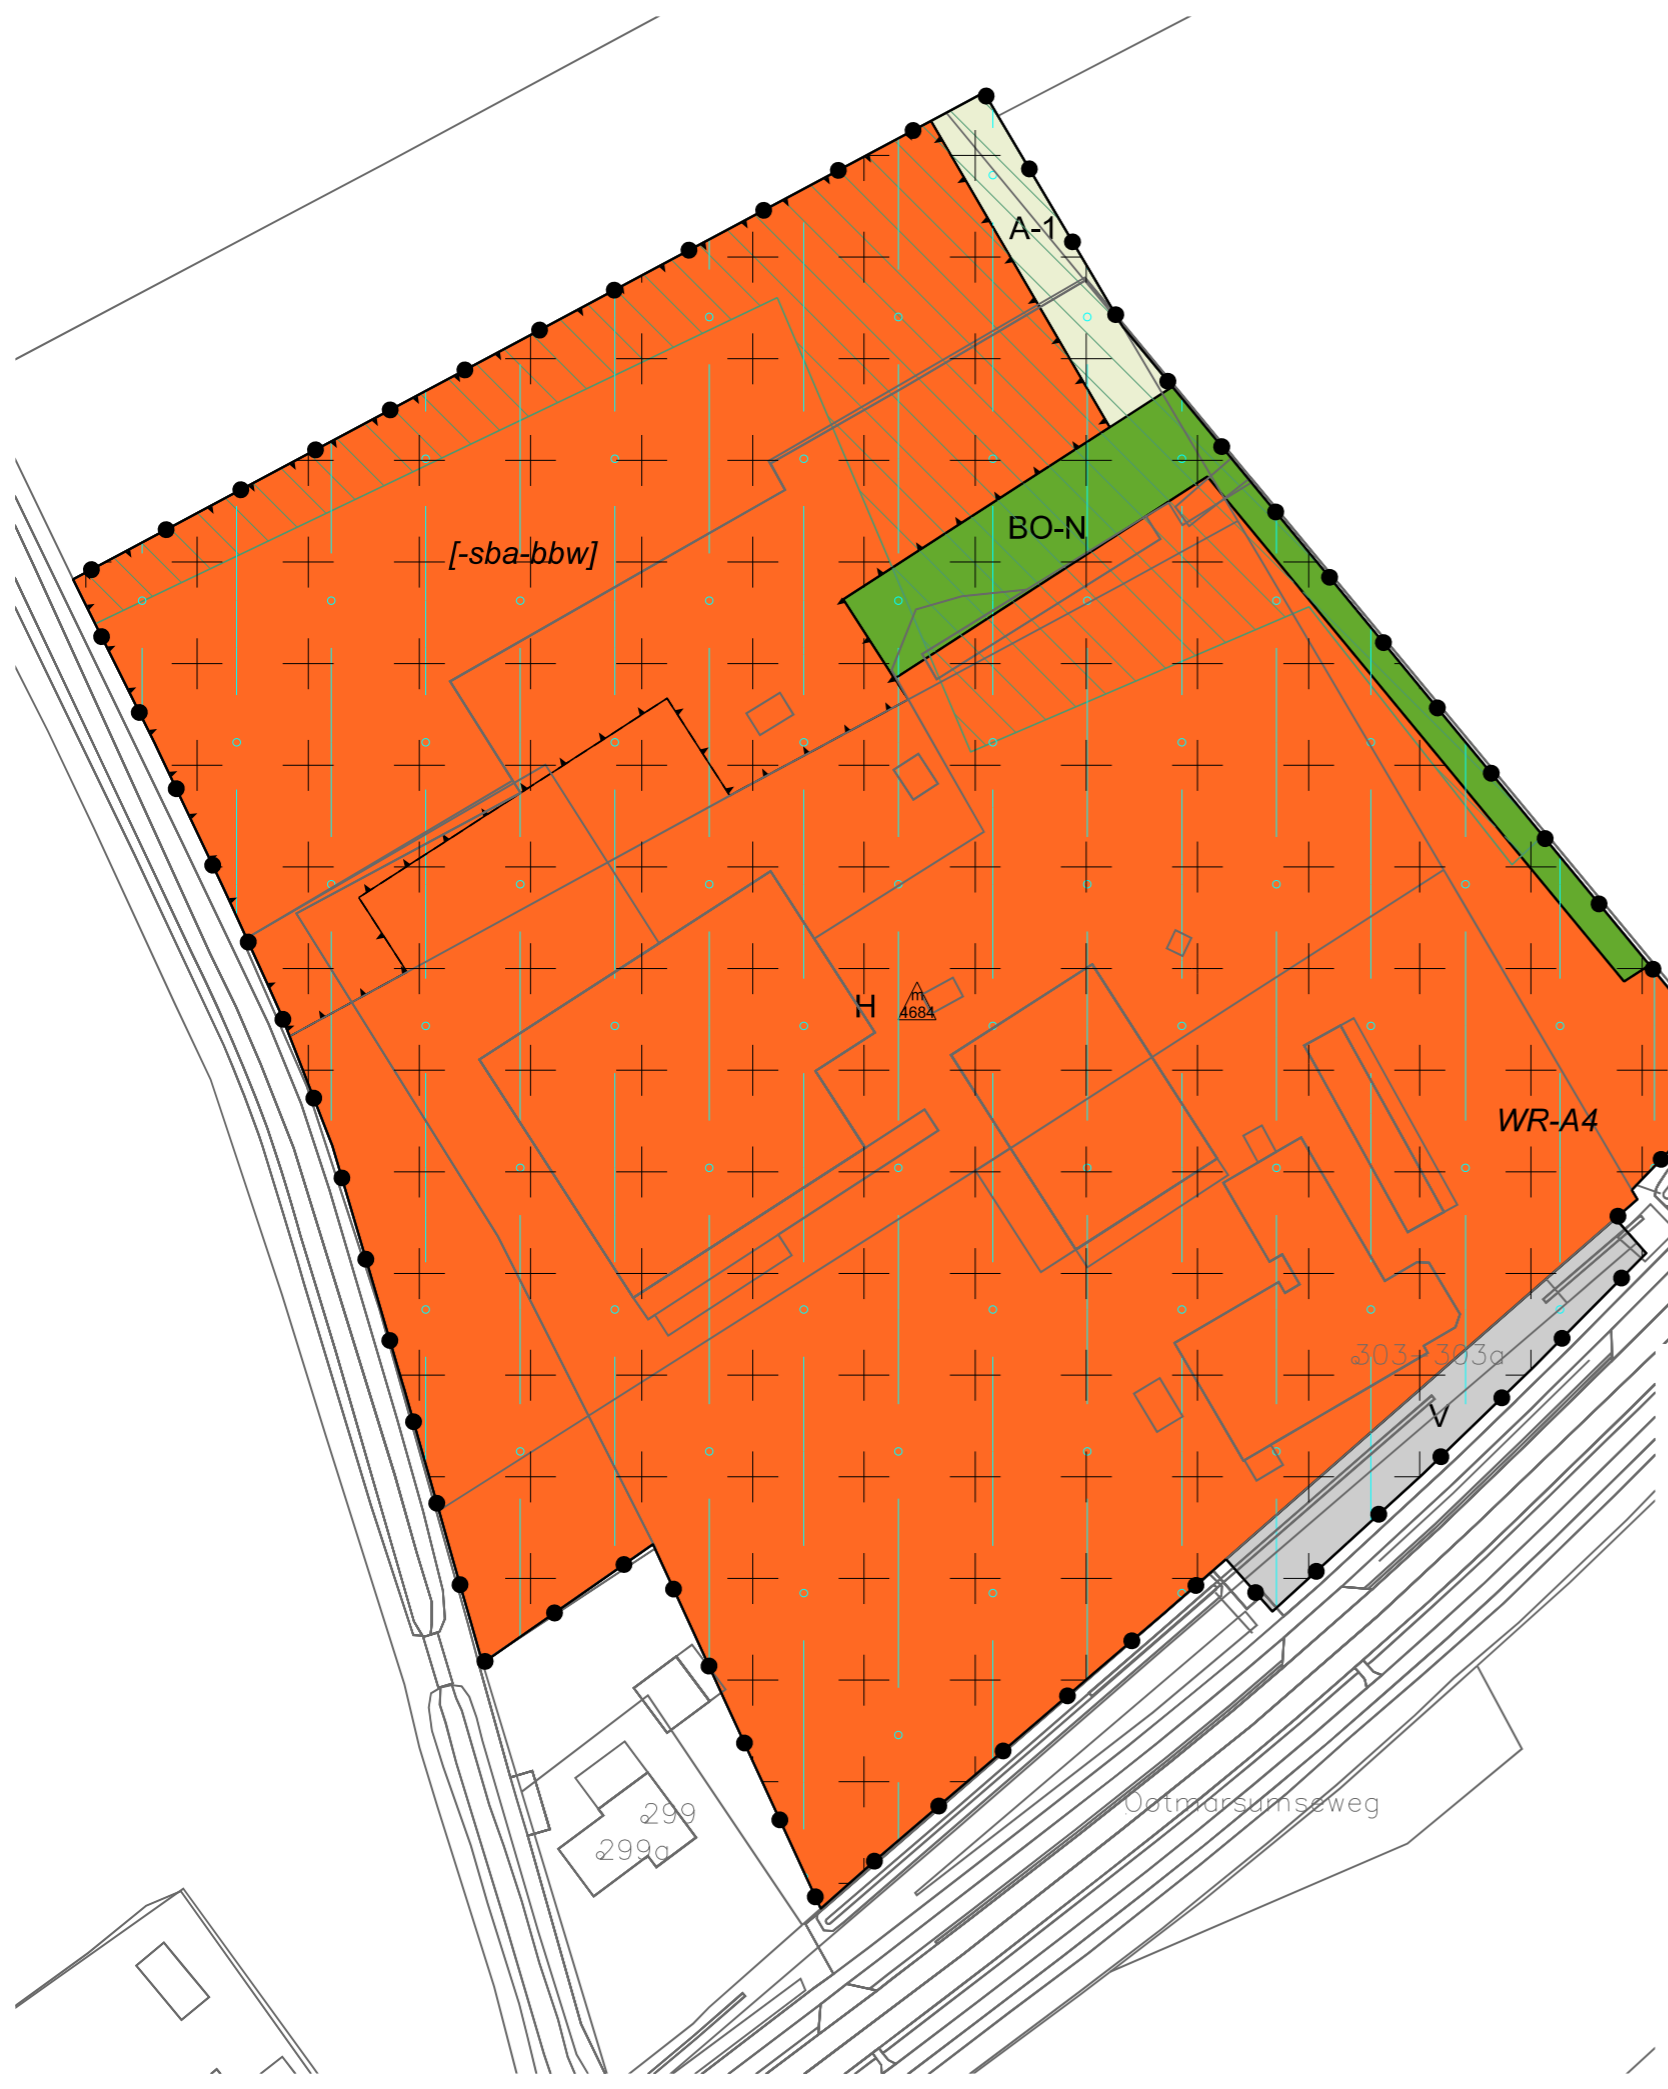 A-1
BO-N
[-sba-bbw]
H
m
4684
WR-A4
303-303a
V
Ootmarsumseweg
299
299a